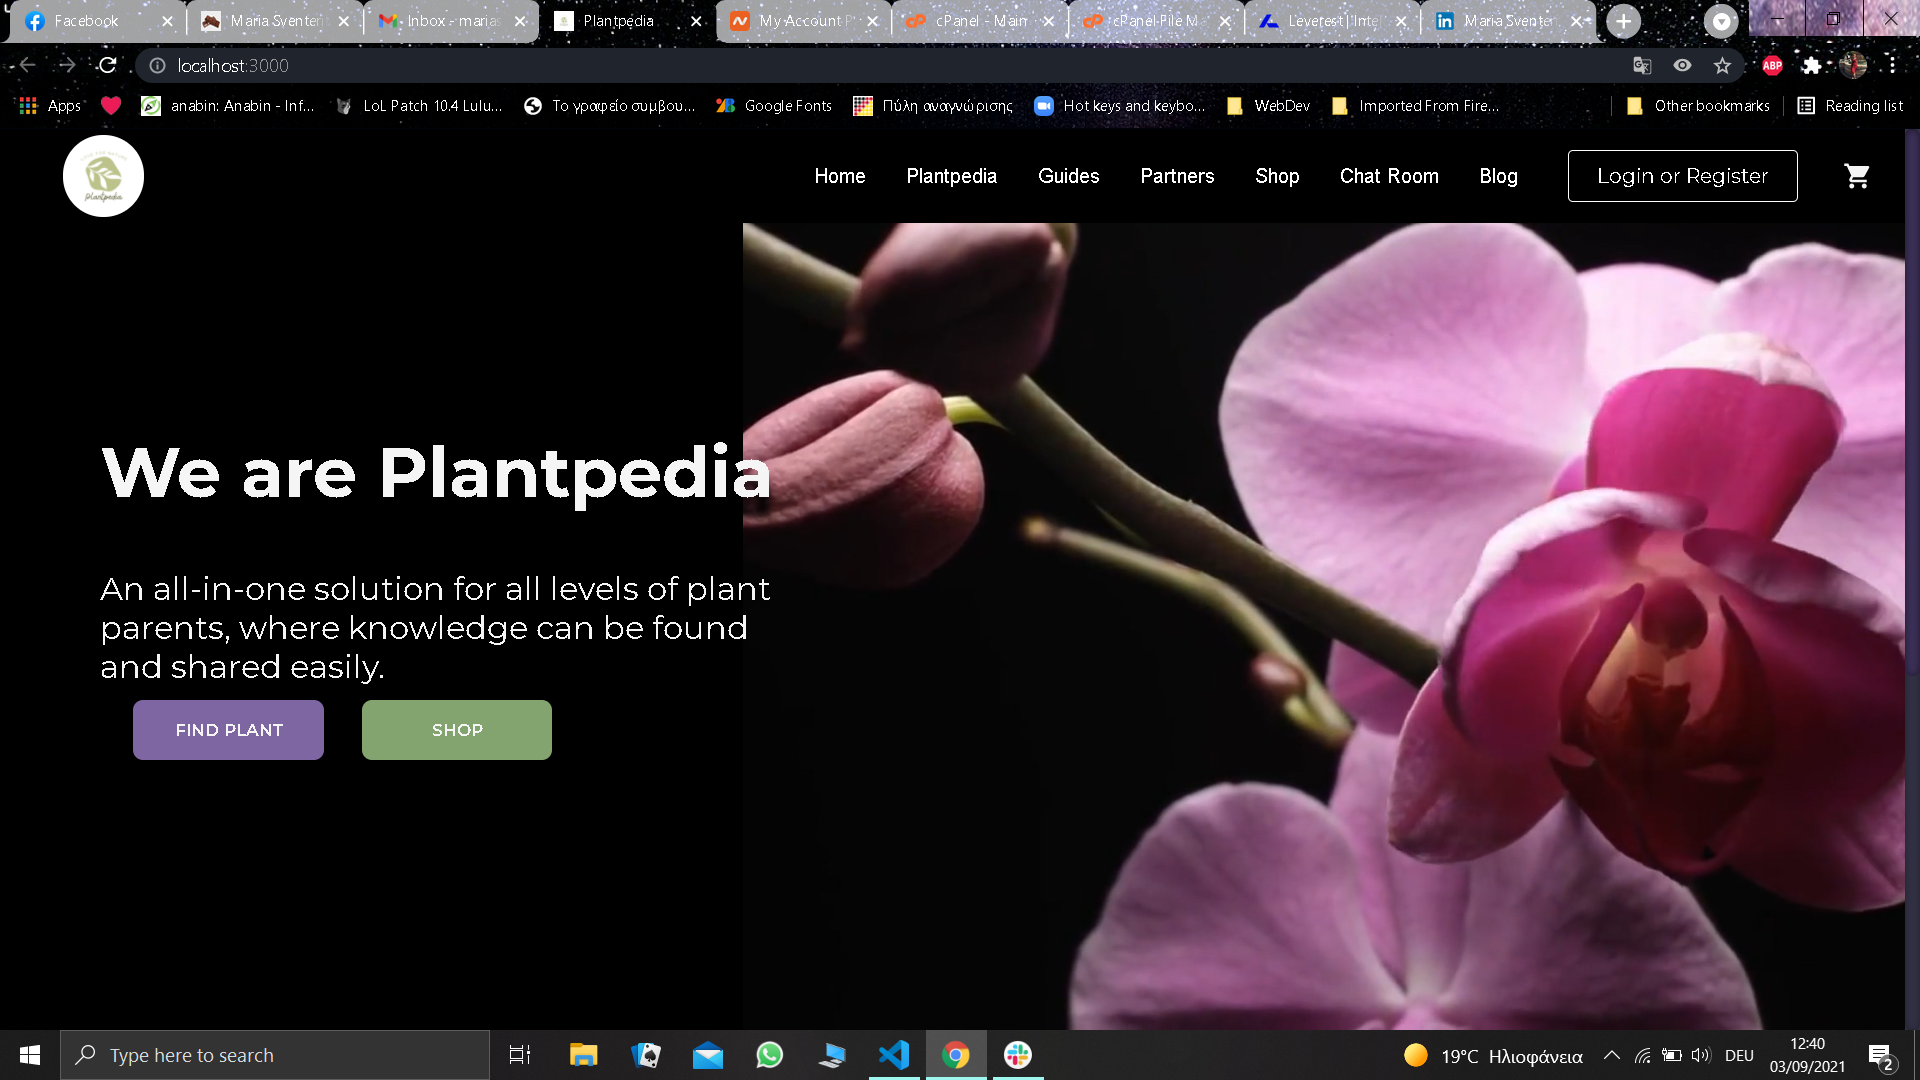 Facebook
Maria Svente
Inbox - marias
Plantpedia
My Account
cPanel - Main
cPanel File M
Leverest | Inte
Maria Svente
localhost:3000
ABP
Apps
anabin: Anabin - Inf...
LoL Patch 10.4 Lulu...
Το γραφείο συμβου...
Google Fonts
Πύλη αναγνώρισης
Hot keys and keybo...
WebDev
Imported From Fire...
Other bookmarks
Reading list
Plantpedia
Home
Plantpedia
Guides
Partners
Shop
Chat Room
Blog
Login or Register
We are Plantpedia
An all-in-one solution for all levels of plant
parents, where knowledge can be found
and shared easily.
FIND PLANT
SHOP
Type here to search
19°C Ηλιοφάνεια
DEU
12:40
03/09/2021
2